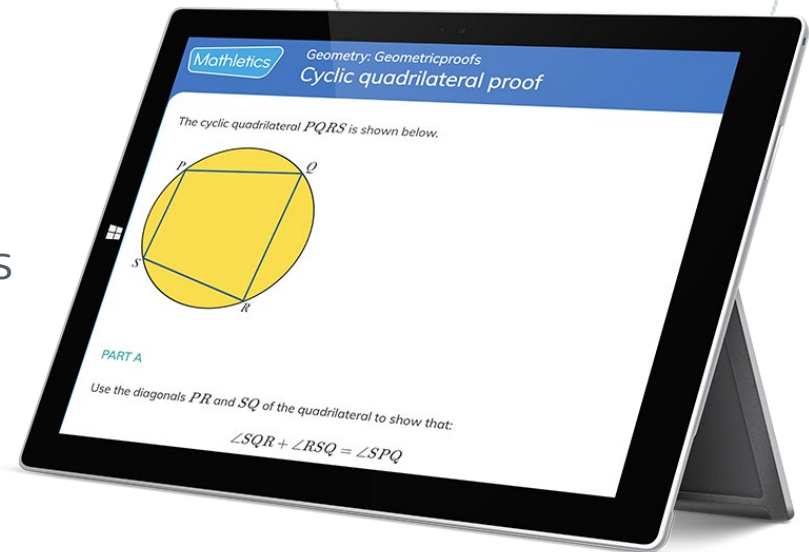 Mathletics
Geometry: Geometricproofs
Cyclic quadrilateral proof
The cyclic quadrilateral PQRS is shown below.
P
Q
S
R
PART A
Use the diagonals PR and SQ of the quadrilateral to show that:
∠SQR + ∠RSQ = ∠SPQ